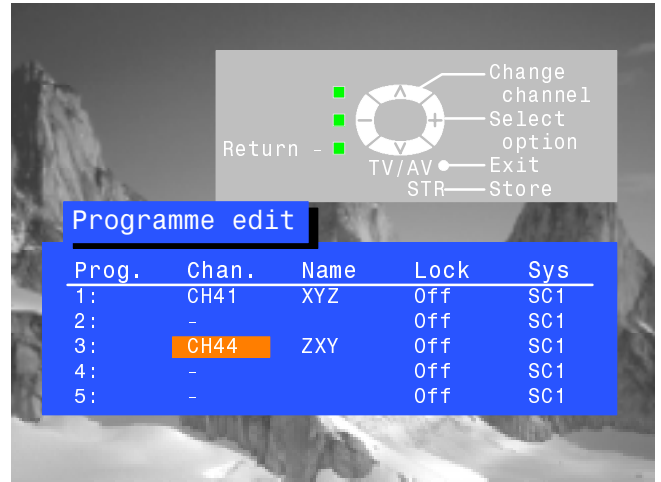 Change
channel
Select
option
Return -
TV/AV
Exit
STR
Store
Programme edit
Prog. Chan. Name Lock Sys
1: CH41 XYZ Off SC1
2: - Off SC1
3: CH44 ZXY Off SC1
4: - Off SC1
5: - Off SC1